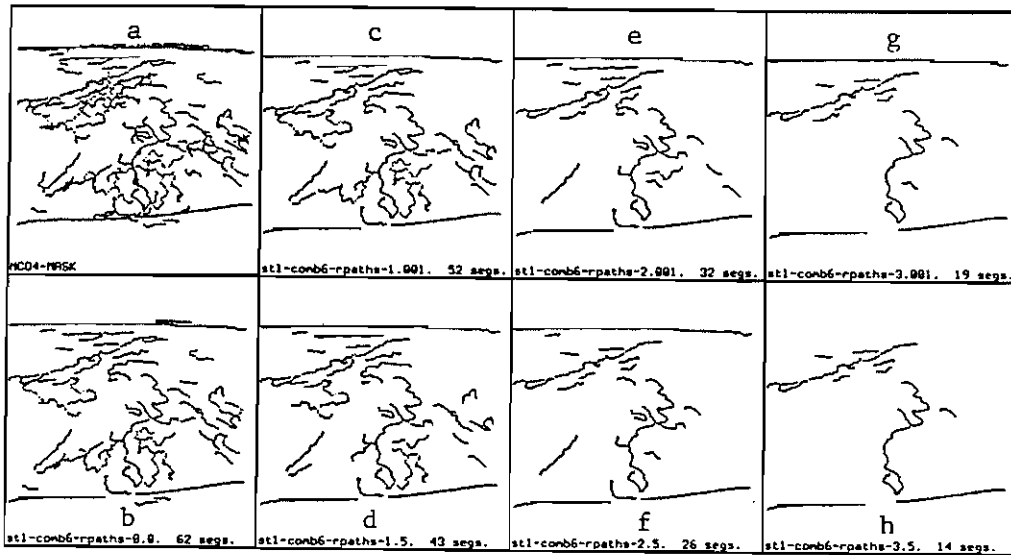 a
c
e
g
MC04-MASK
stl-comb6-rpaths-1.001. 52 segs.
stl-comb6-rpaths-2.001. 32 segs.
stl-comb6-rpaths-3.001. 19 segs.
b
d
f
h
stl-comb6-rpaths-0.0. 62 segs.
stl-comb6-rpaths-1.5. 43 segs.
stl-comb6-rpaths-2.5. 26 segs.
stl-comb6-rpaths-3.5. 14 segs.